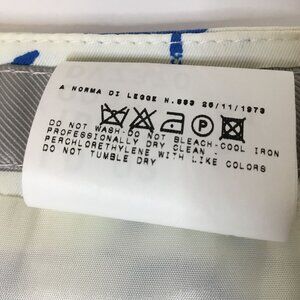 A NORMA DI LEGGE N.883 26/11/1973
P
DO NOT WASH-DO NOT BLEACH-COOL IRON
PROFESSIONALLY DRY CLEAN -
PERCHLORETHYLENE WITH LIKE COLORS
DO NOT TUMBLE DRY